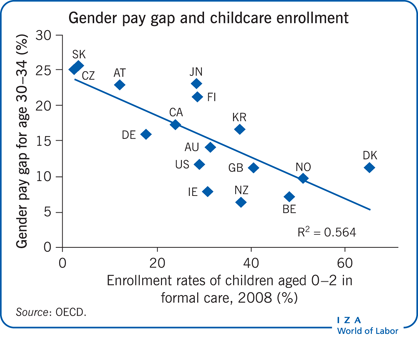 Gender pay gap and childcare enrollment
Gender pay gap for age 30–34 (%)
30
25
20
15
10
5
0
SK
CZ
AT
JN
FI
CA
KR
DE
AU
US
GB
NO
DK
IE
NZ
BE
R² = 0.564
0
20
40
60
Enrollment rates of children aged 0–2 in
formal care, 2008 (%)
Source: OECD.
I Z A
World of Labor